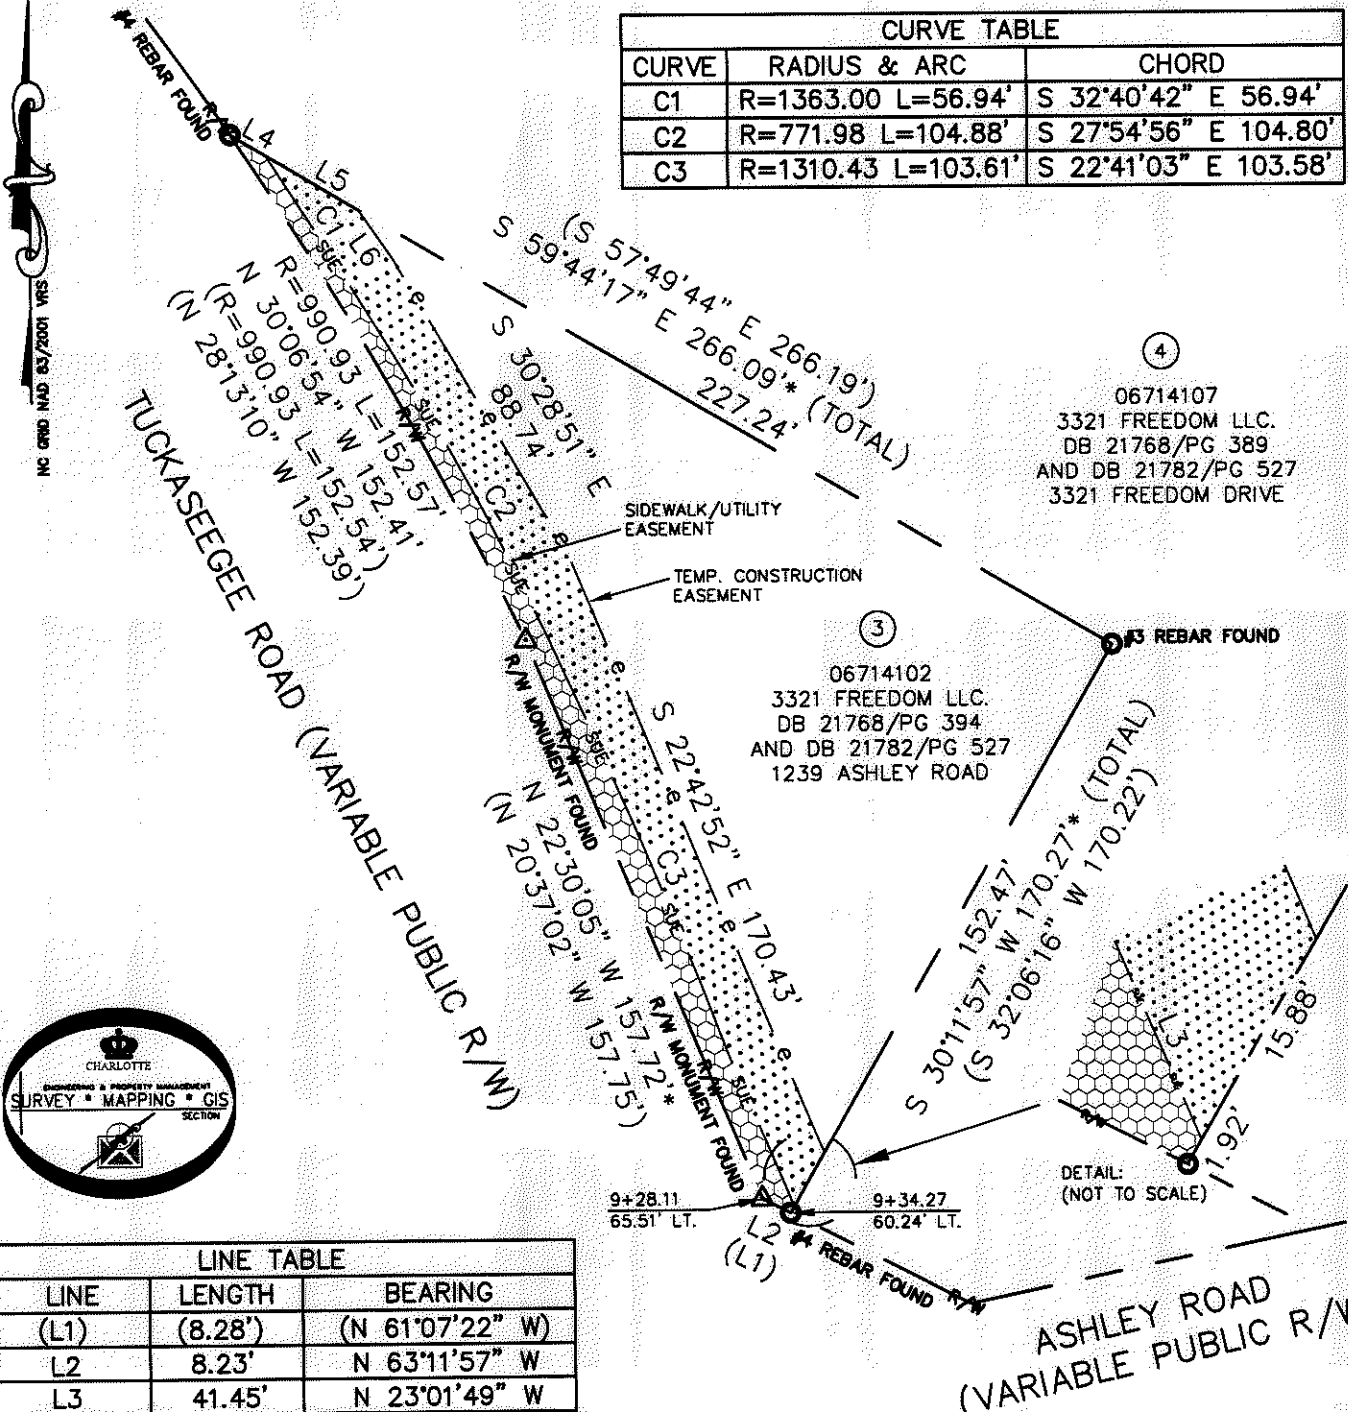 CURVE TABLE
CURVE RADIUS & ARC CHORD
C1 R=1363.00 L=56.94' S 32°40'42" E 56.94'
C2 R=771.98 L=104.88' S 27°54'56" E 104.80'
C3 R=1310.43 L=103.61' S 22°41'03" E 103.58'
#4 REBAR FOUND
R/W
L4
L5
C1 L6
SUE
NC GRID NAD 83/2001 VRS
(S 57°49'44" E 266.19')
S 59°44'17" E 266.09'* (TOTAL)
227.24'
R=990.93 L=152.57'
N 30°06'54" W 152.41'
(R=990.93 L=152.54')
(N 28°13'10" W 152.39')
e
S 30°28'51" E
88.74'
e
SUE
R/W
C2
e
SUE
4
06714107
3321 FREEDOM LLC.
DB 21768/PG 389
AND DB 21782/PG 527
3321 FREEDOM DRIVE
SIDEWALK/UTILITY
EASEMENT
TEMP. CONSTRUCTION
EASEMENT
TUCKASEEGEE ROAD (VARIABLE PUBLIC R/W)
3
06714102
3321 FREEDOM LLC.
DB 21768/PG 394
AND DB 21782/PG 527
1239 ASHLEY ROAD
#3 REBAR FOUND
R/W MONUMENT FOUND
R/W
SUE
e
S 22°42'52" E 170.43'
e
C3
SUE
e
N 22°30'05" W 157.72'*
(N 20°37'02" W 157.75')
152.47'
S 30°11'57" W 170.27'* (TOTAL)
(S 32°06'16" W 170.22')
R/W MONUMENT FOUND
R/W
SUE
e
L3
15.88'
1.92'
R/W
DETAIL:
(NOT TO SCALE)
CHARLOTTE
ENGINEERING & PROPERTY MANAGEMENT
SURVEY * MAPPING * GIS
SECTION
9+28.11
65.51' LT.
9+34.27
60.24' LT.
L2
(L1)
#4 REBAR FOUND
R/W
ASHLEY ROAD
(VARIABLE PUBLIC R/W
LINE TABLE
LINE LENGTH BEARING
(L1) (8.28') (N 61°07'22" W)
L2 8.23' N 63°11'57" W
L3 41.45' N 23°01'49" W